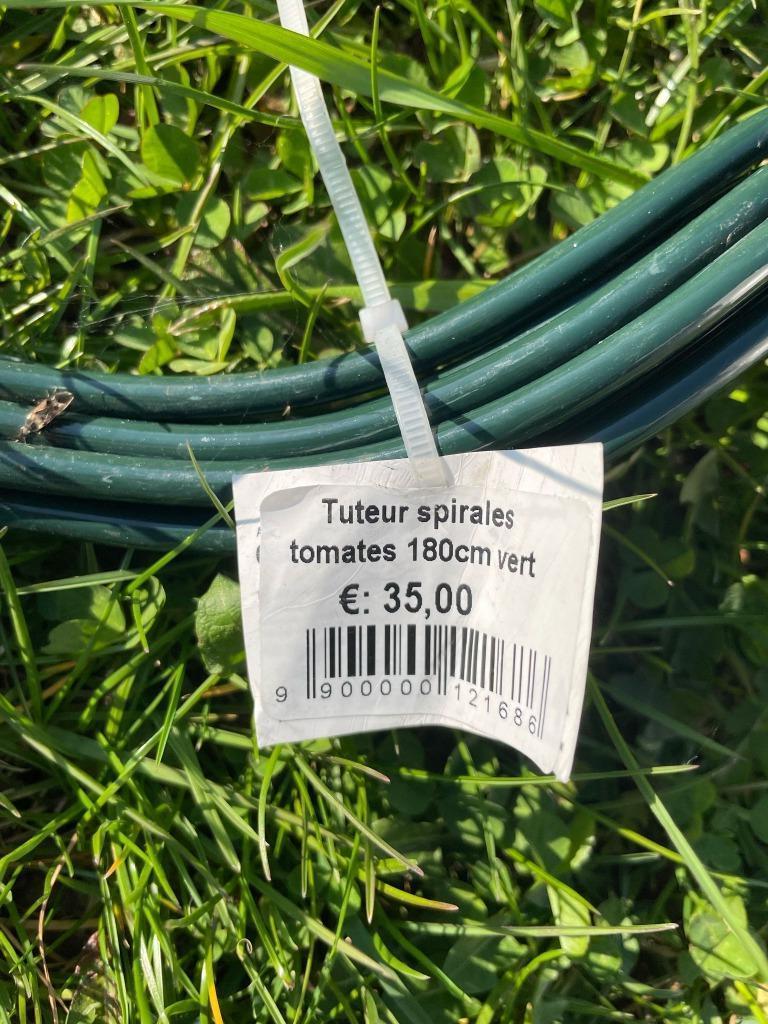 Tuteur spirales
tomates 180cm vert
€: 35,00
9 900000 121686